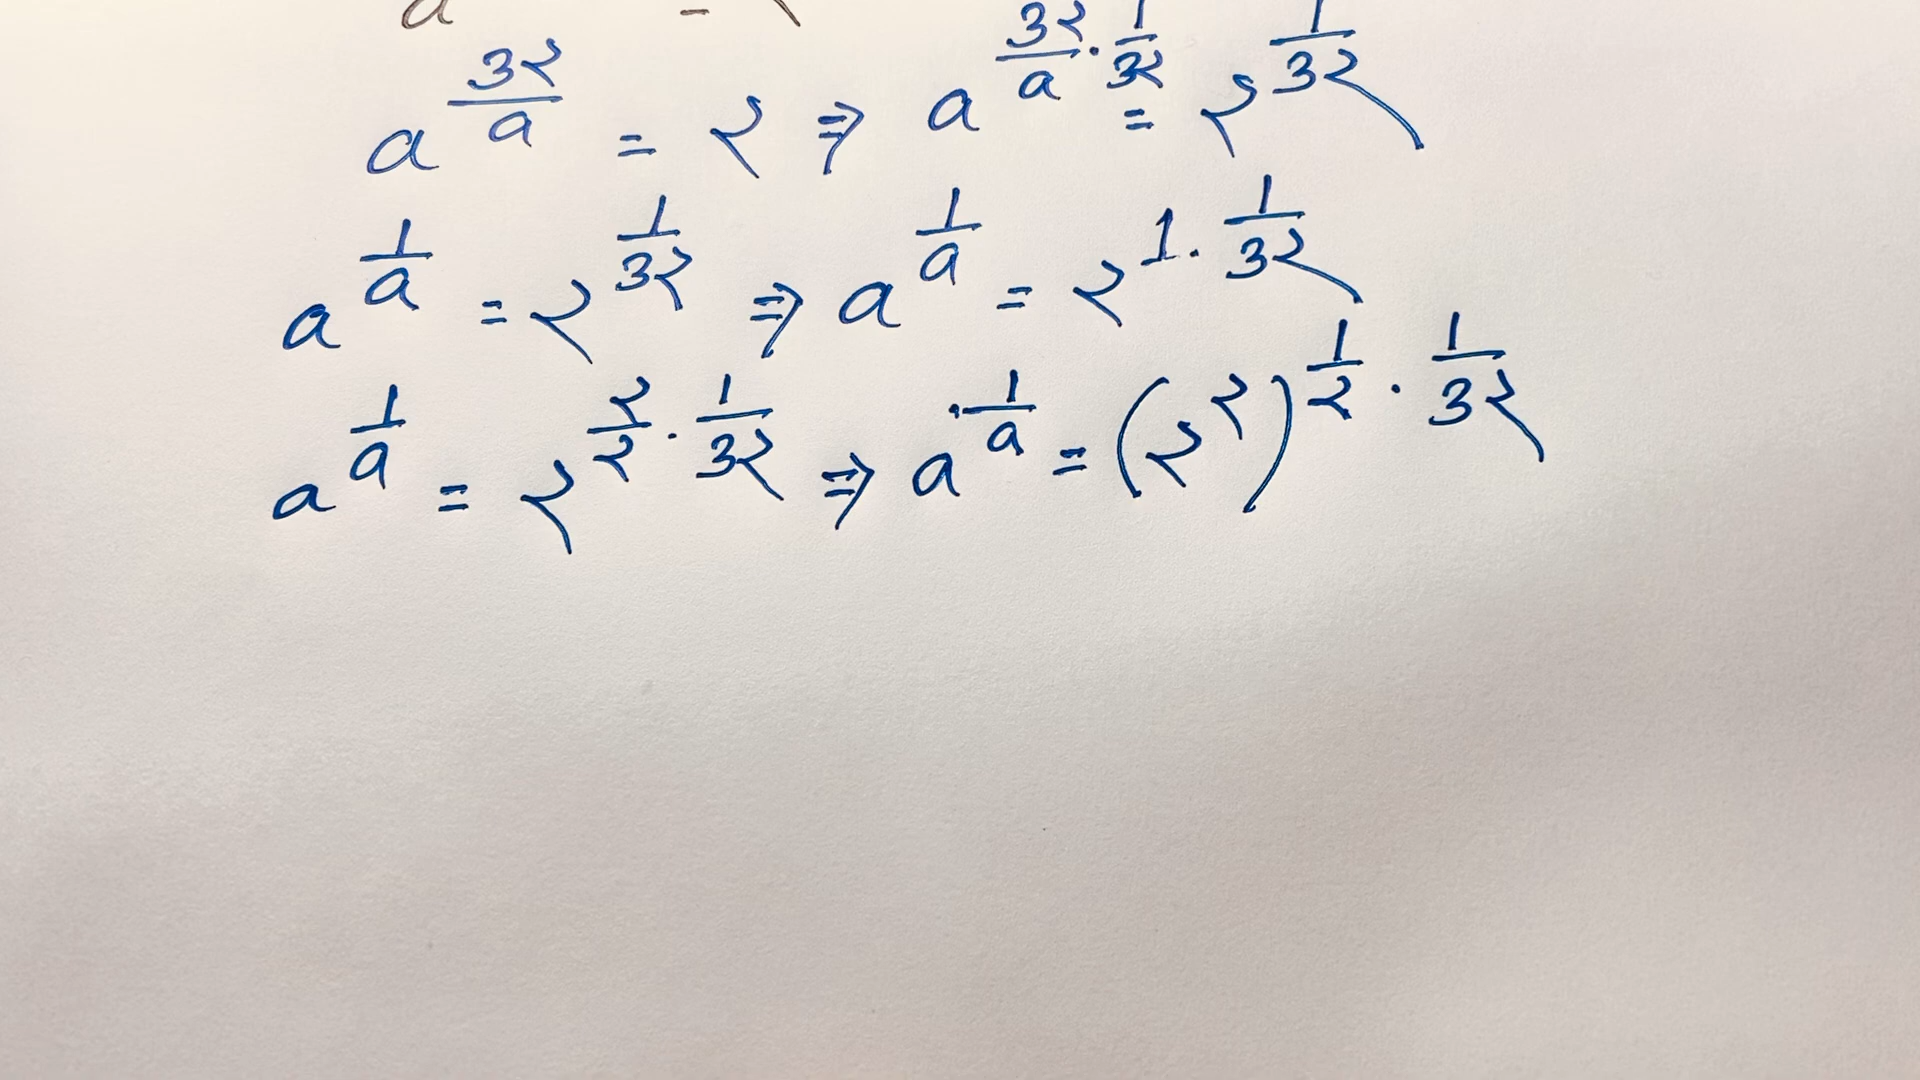 a^(32/a) = 2 ⇒ a^(32/a · 1/32) = 2^(1/32)
a^(1/a) = 2^(1/32) ⇒ a^(1/a) = 2^(1 · 1/32)
a^(1/a) = 2^(2/2 · 1/32) ⇒ a^(1/a) = (2^2)^(1/2 · 1/32)